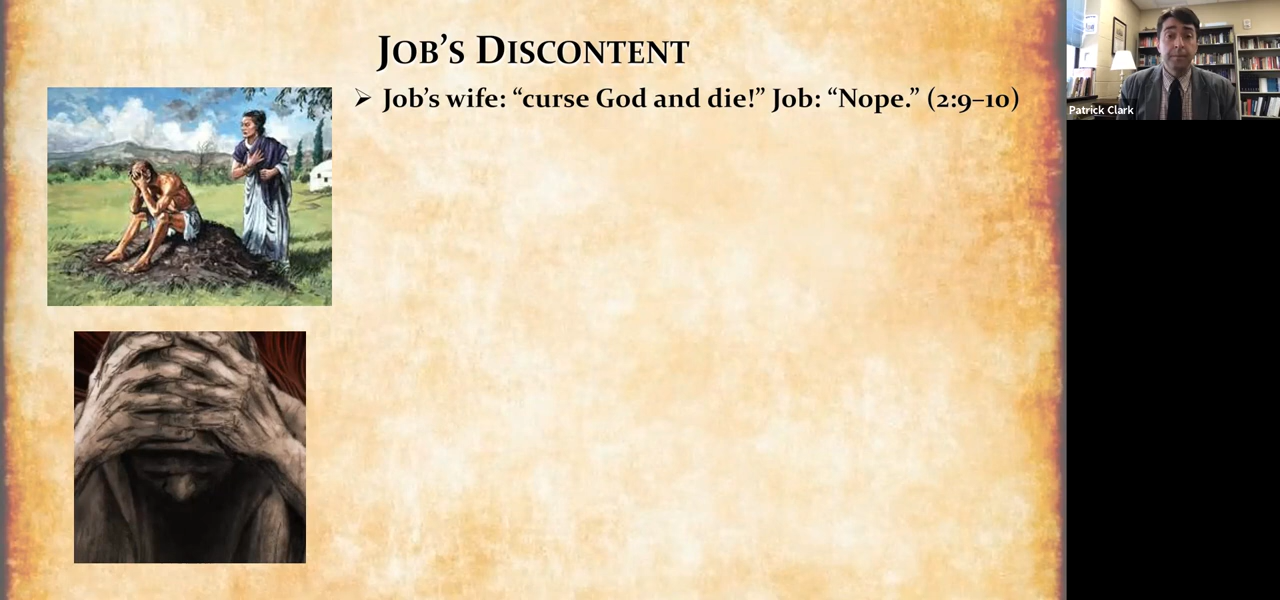 JOB’S DISCONTENT
➢ Job’s wife: “curse God and die!” Job: “Nope.” (2:9–10)
Patrick Clark